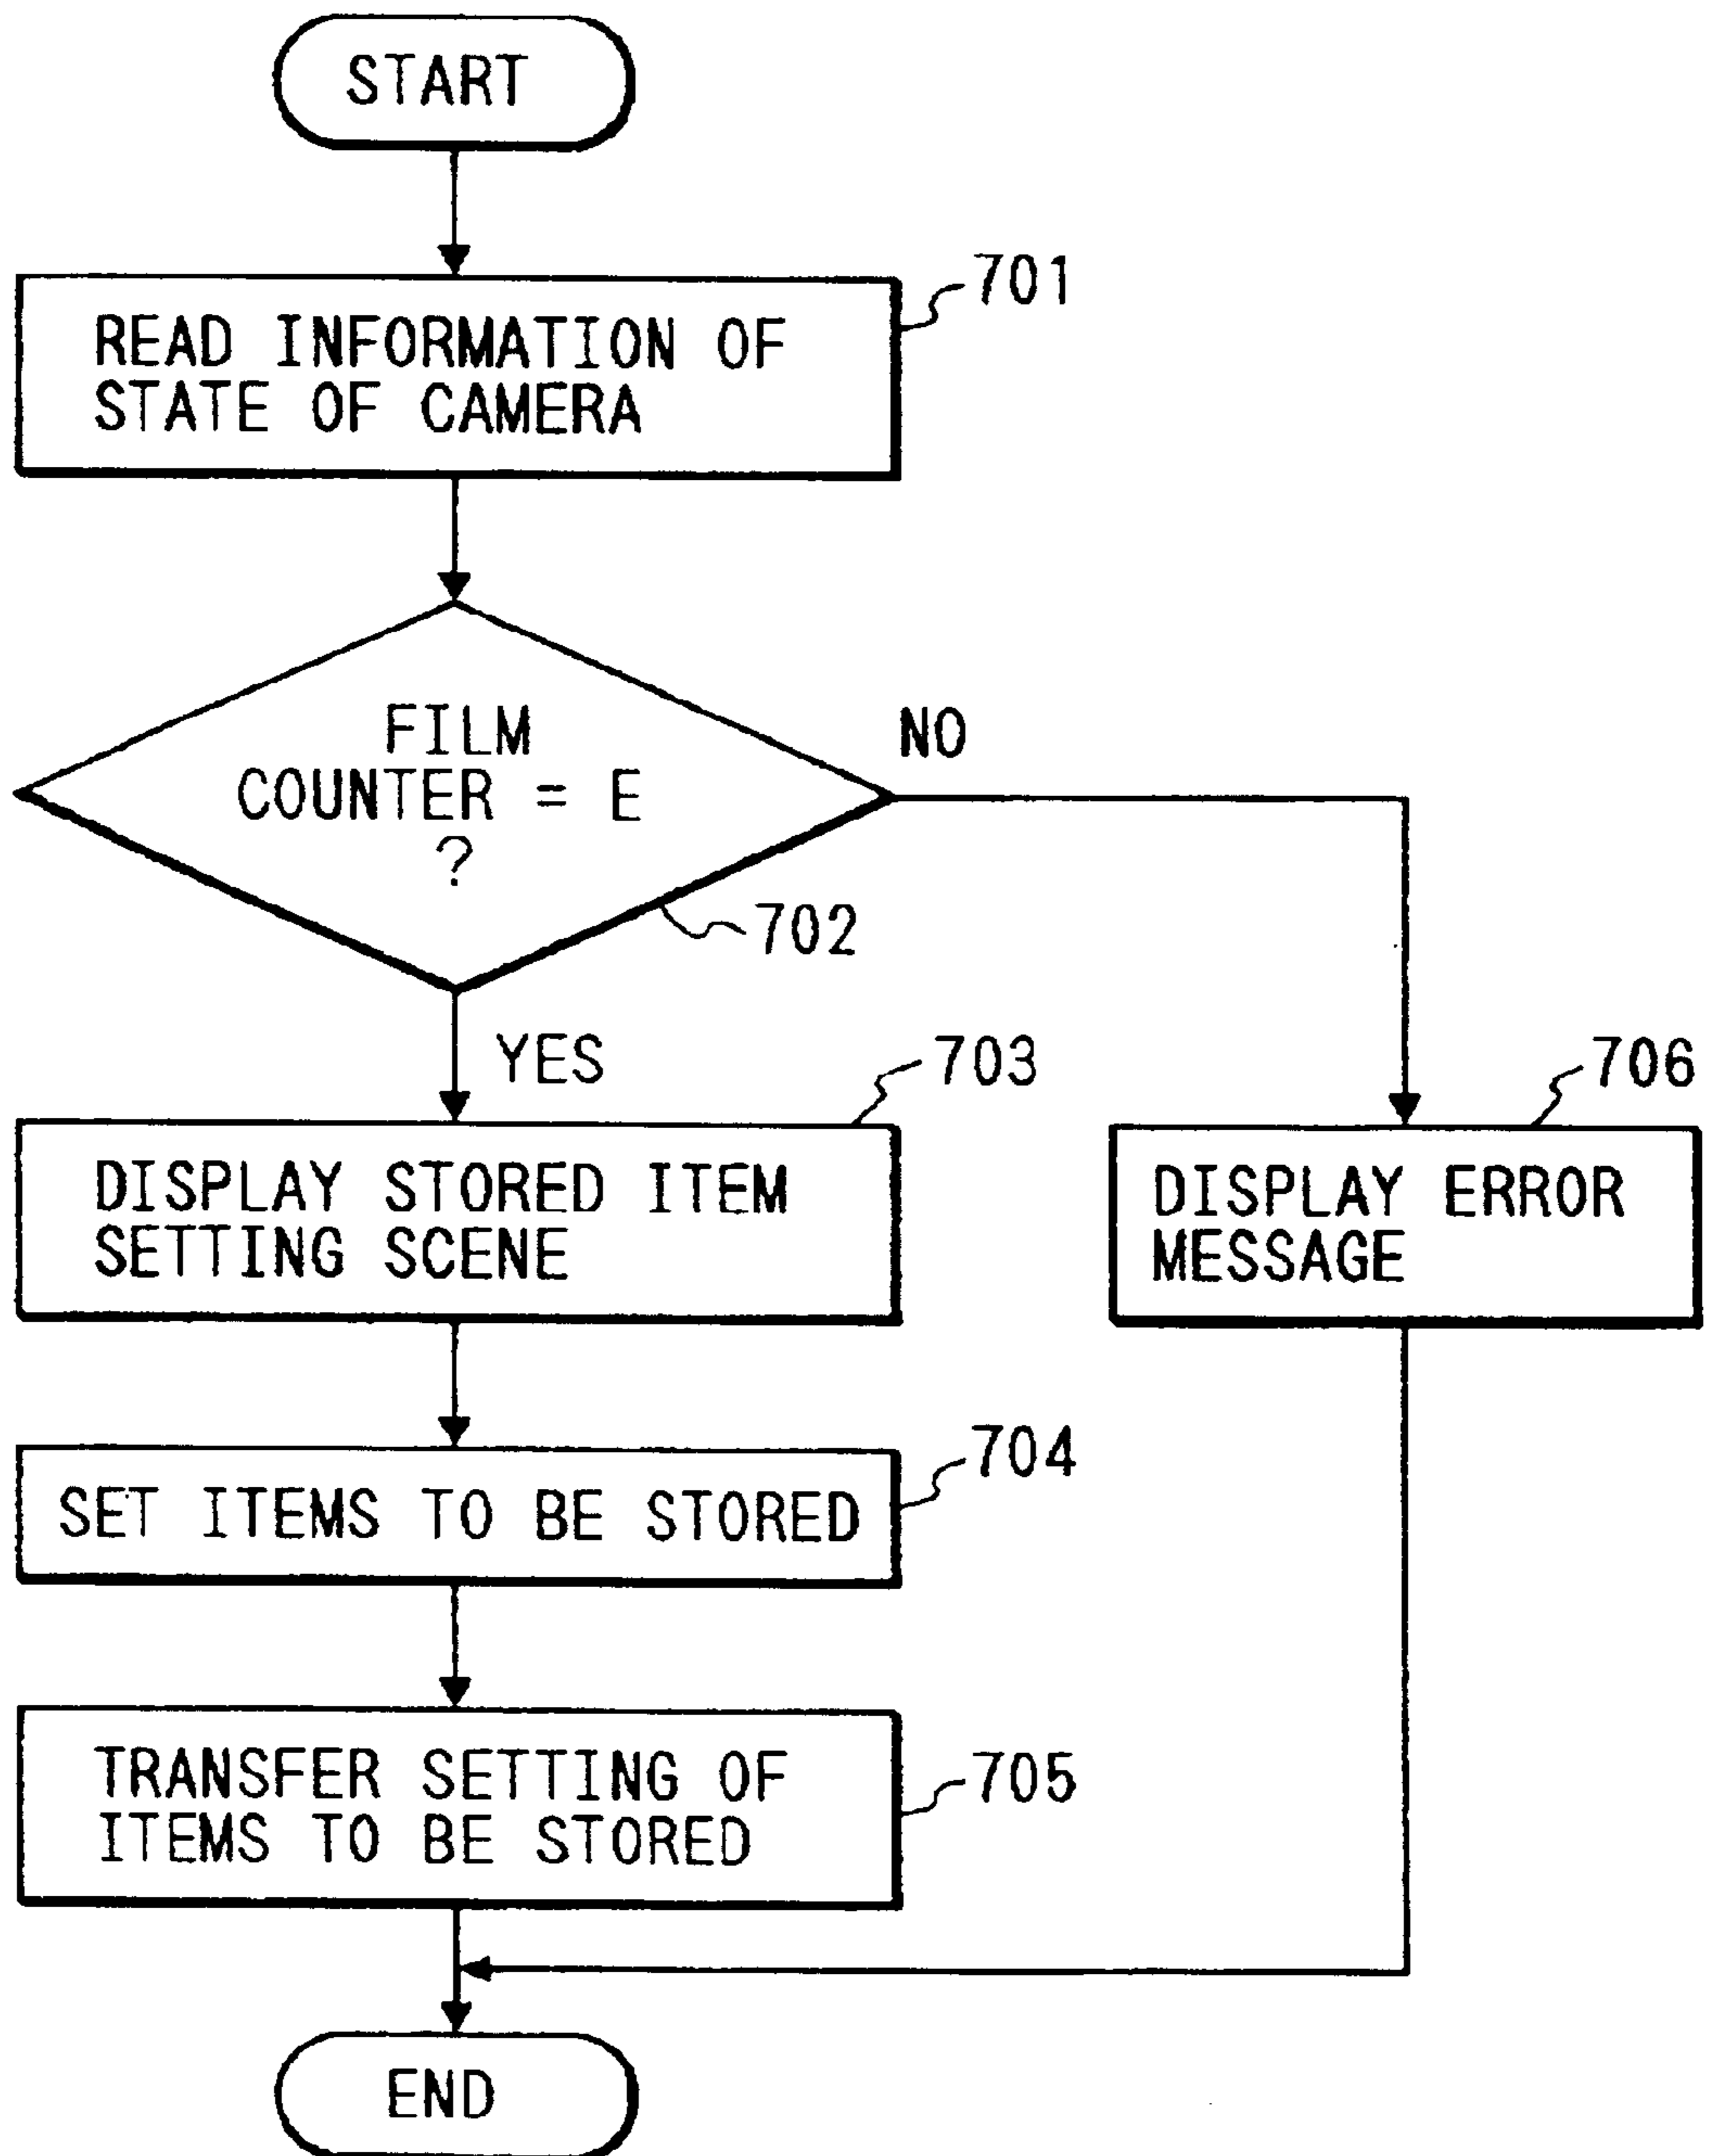 START
701
READ INFORMATION OF
STATE OF CAMERA
FILM
COUNTER = E
?
NO
702
YES
703
706
DISPLAY STORED ITEM
SETTING SCENE
DISPLAY ERROR
MESSAGE
704
SET ITEMS TO BE STORED
TRANSFER SETTING OF
ITEMS TO BE STORED
705
END